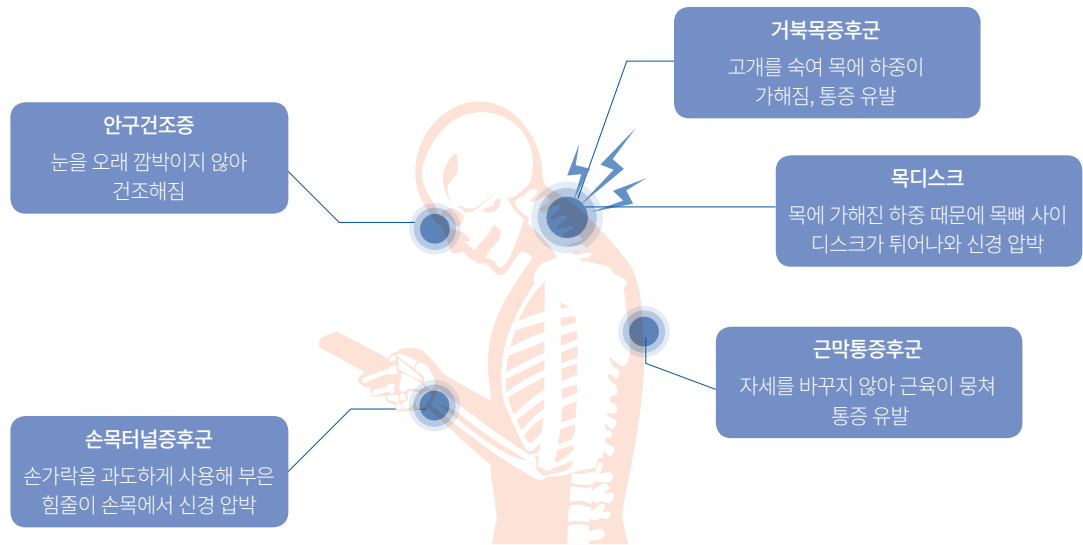 거북목증후군
고개를 숙여 목에 하중이
가해짐, 통증 유발
안구건조증
눈을 오래 깜박이지 않아
건조해짐
목디스크
목에 가해진 하중 때문에 목뼈 사이
디스크가 튀어나와 신경 압박
근막통증후군
자세를 바꾸지 않아 근육이 뭉쳐
통증 유발
손목터널증후군
손가락을 과도하게 사용해 부은
힘줄이 손목에서 신경 압박